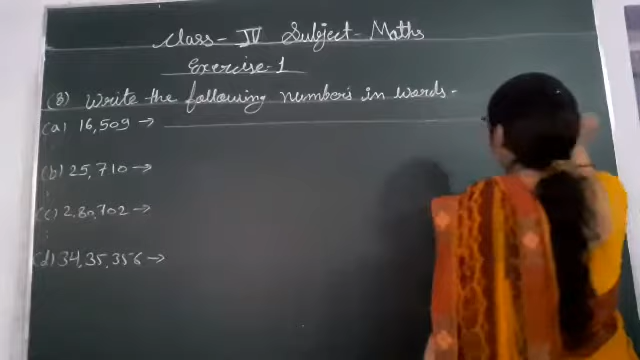 Class - IV Subject - Maths
Exercise - 1
(8) Write the following numbers in words.
(a) 16,509 →
(b) 25,710 →
(c) 2,80,702 →
(d) 34,35,356 →